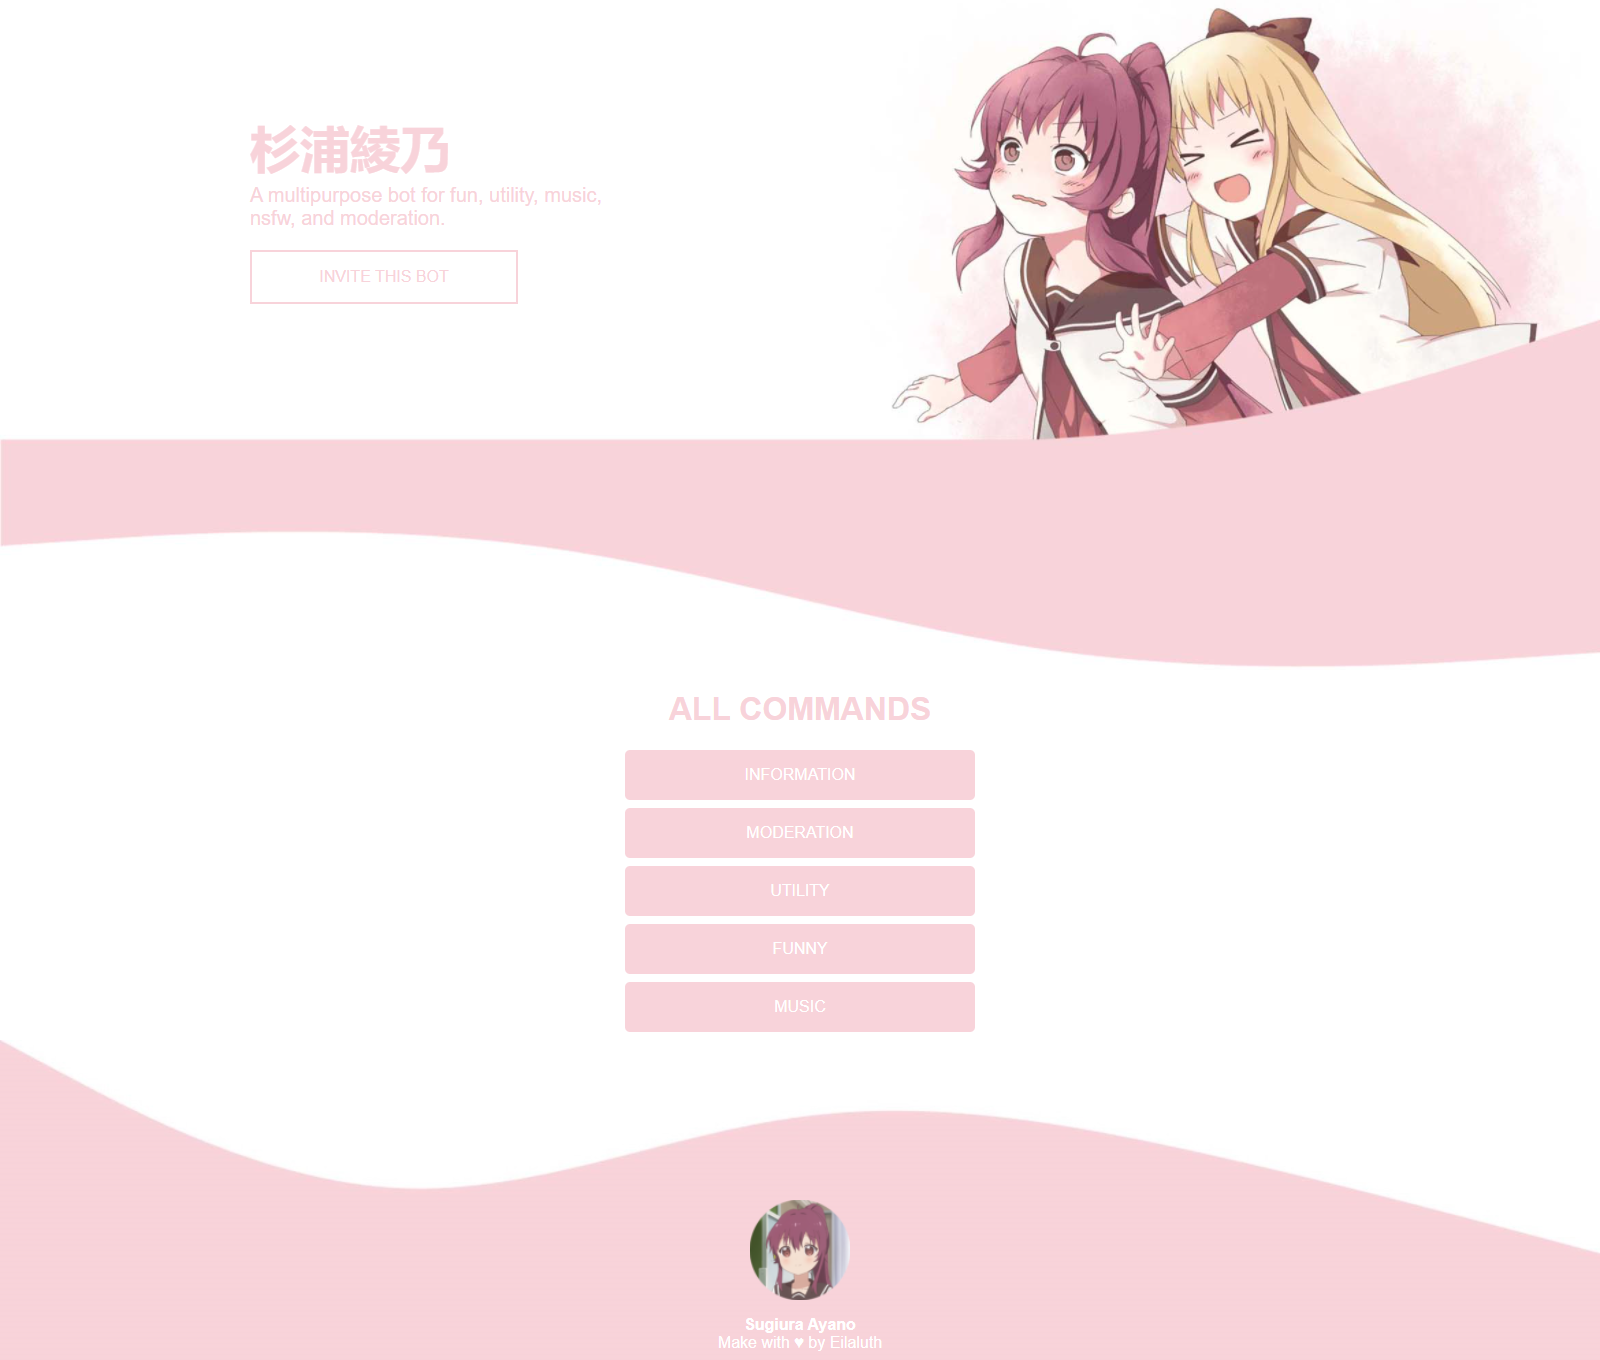 杉浦綾乃
A multipurpose bot for fun, utility, music,
nsfw, and moderation.
INVITE THIS BOT
ALL COMMANDS
INFORMATION
MODERATION
UTILITY
FUNNY
MUSIC
Sugiura Ayano
Make with ♥ by Eilaluth